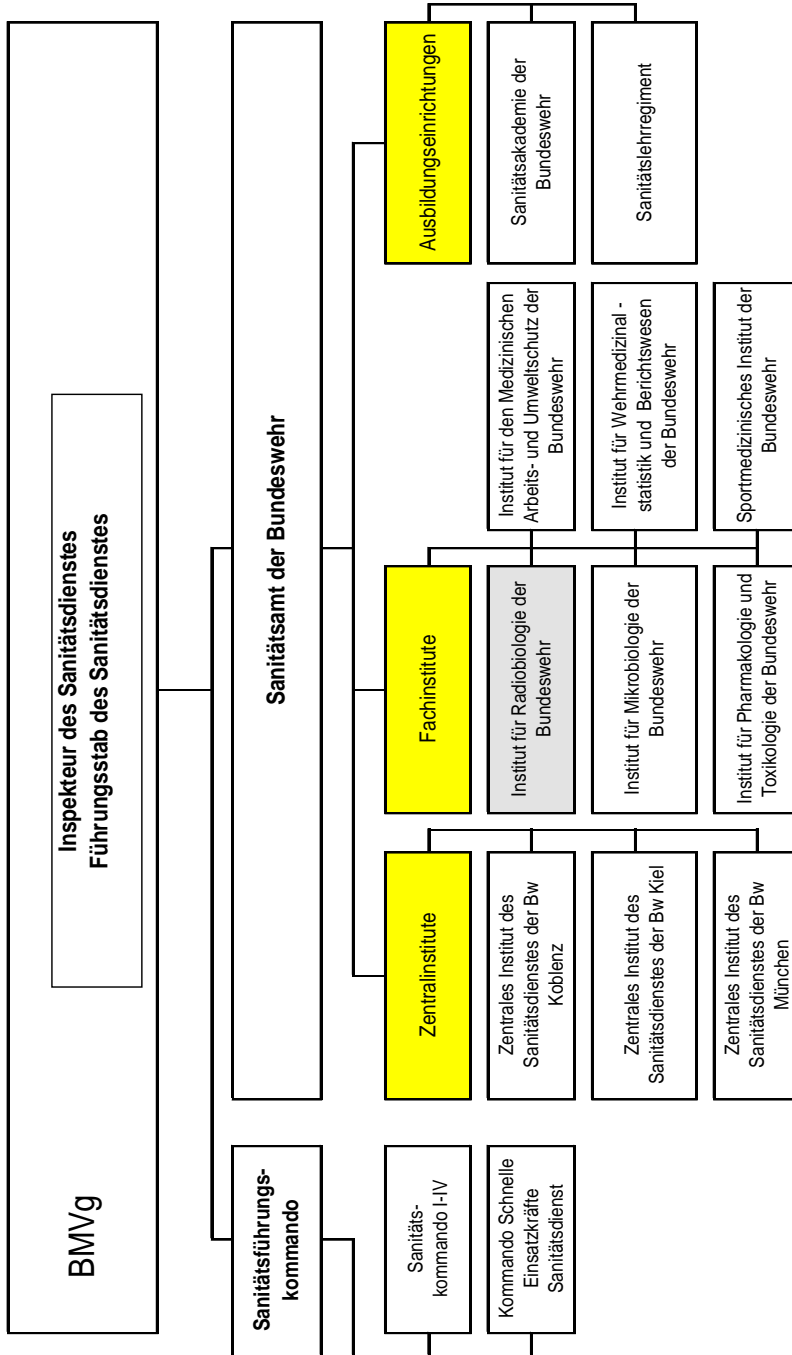 BMVg
Inspekteur des Sanitätsdienstes
Führungsstab des Sanitätsdienstes
Sanitätsführungs-
kommando
Sanitätsamt der Bundeswehr
Sanitäts-
kommando I-IV
Kommando Schnelle
Einsatzkräfte
Sanitätsdienst
Zentralinstitute
Zentrales Institut des
Sanitätsdienstes der Bw
Koblenz
Zentrales Institut des
Sanitätsdienstes der Bw Kiel
Zentrales Institut des
Sanitätsdienstes der Bw
München
Fachinstitute
Institut für Radiobiologie der
Bundeswehr
Institut für Mikrobiologie der
Bundeswehr
Institut für Pharmakologie und
Toxikologie der Bundeswehr
Institut für den Medizinischen
Arbeits- und Umweltschutz der
Bundeswehr
Institut für Wehrmedizinal -
statistik und Berichtswesen
der Bundeswehr
Sportmedizinisches Institut der
Bundeswehr
Ausbildungseinrichtungen
Sanitätsakademie der
Bundeswehr
Sanitätslehrregiment